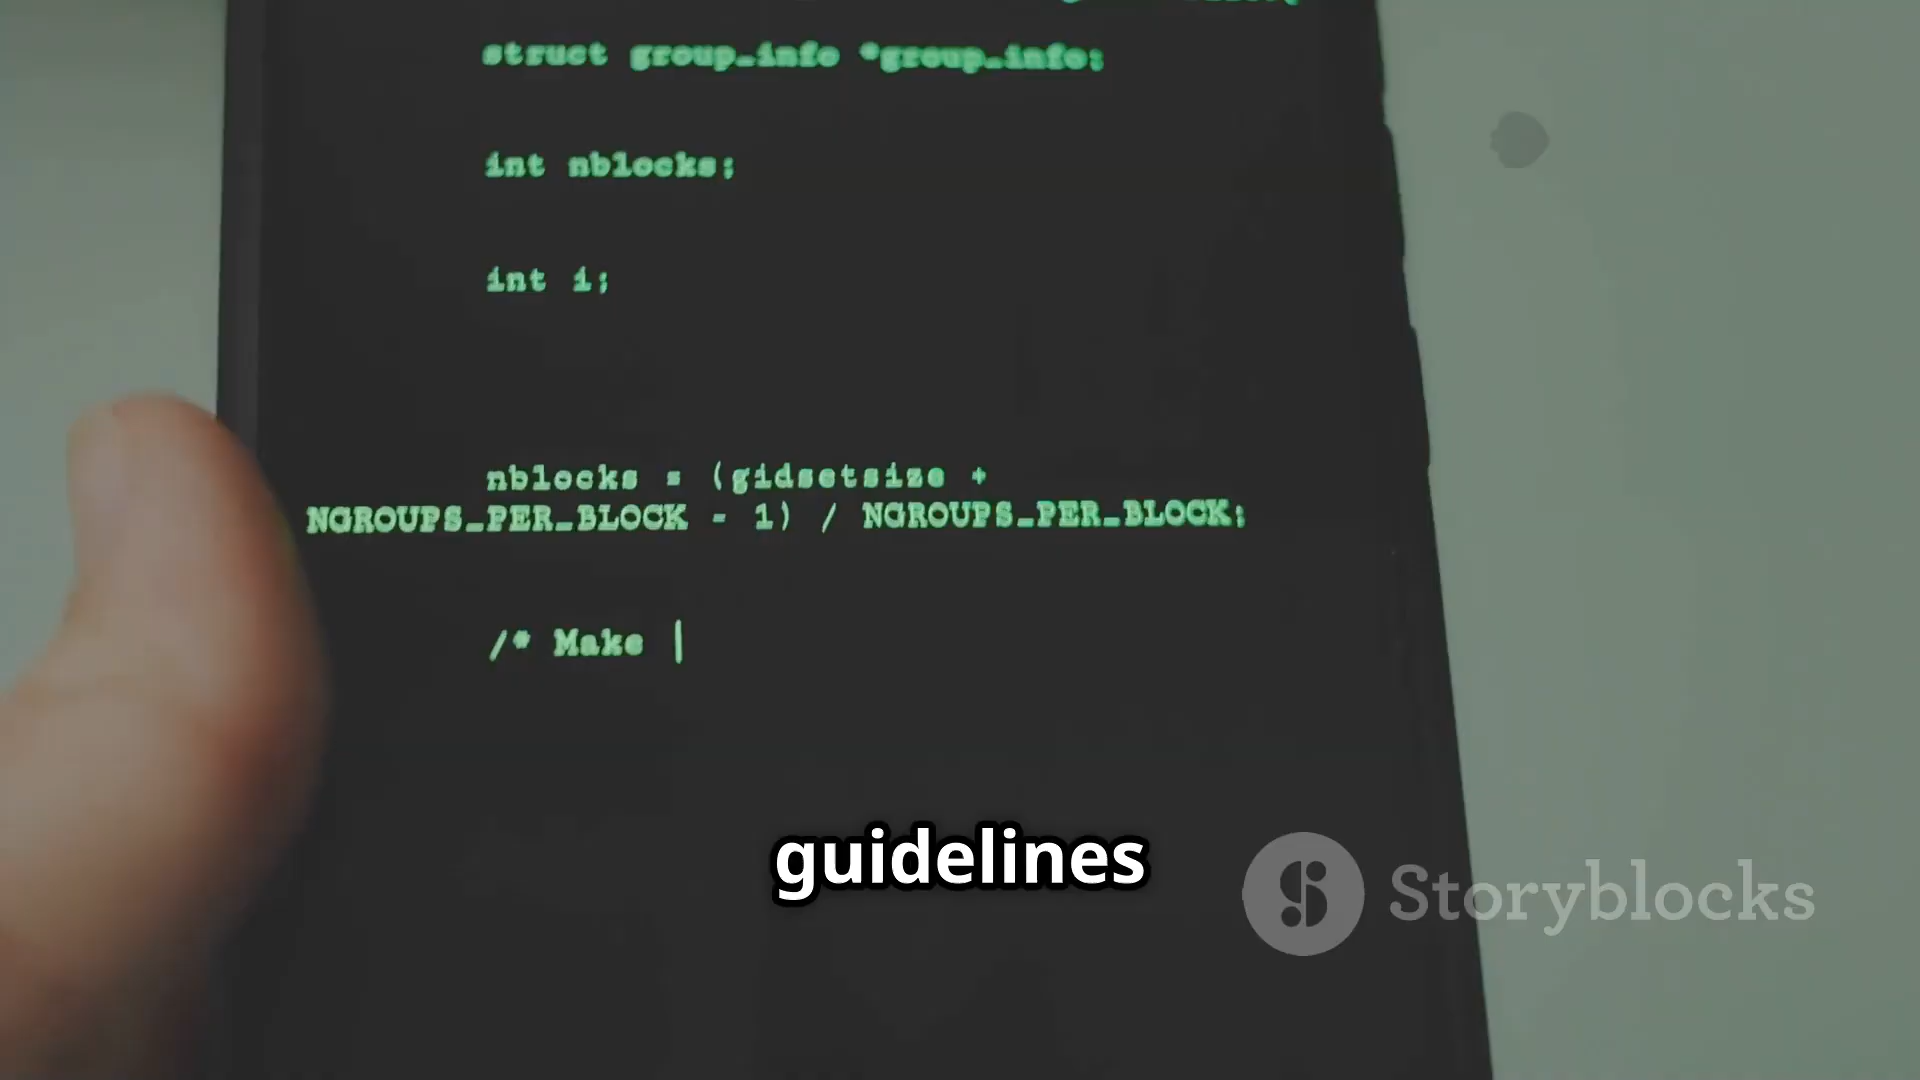 struct group_info *group_info;
int nblocks;
int i;
nblocks = (gidsetsize +
NGROUPS_PER_BLOCK - 1) / NGROUPS_PER_BLOCK;
/* Make |
guidelines
Storyblocks